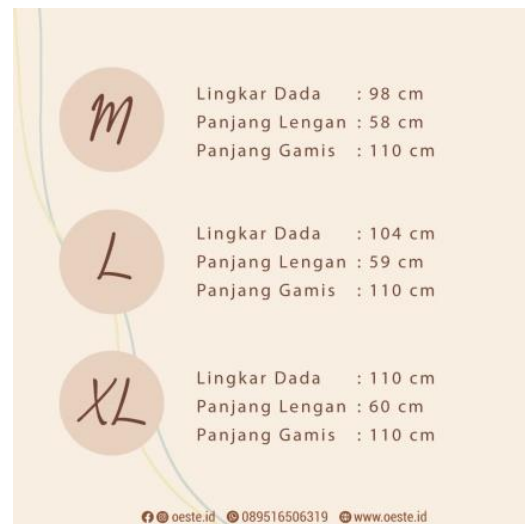 M
Lingkar Dada : 98 cm
Panjang Lengan : 58 cm
Panjang Gamis : 110 cm
L
Lingkar Dada : 104 cm
Panjang Lengan : 59 cm
Panjang Gamis : 110 cm
XL
Lingkar Dada : 110 cm
Panjang Lengan : 60 cm
Panjang Gamis : 110 cm
oeste.id 089516506319 www.oeste.id